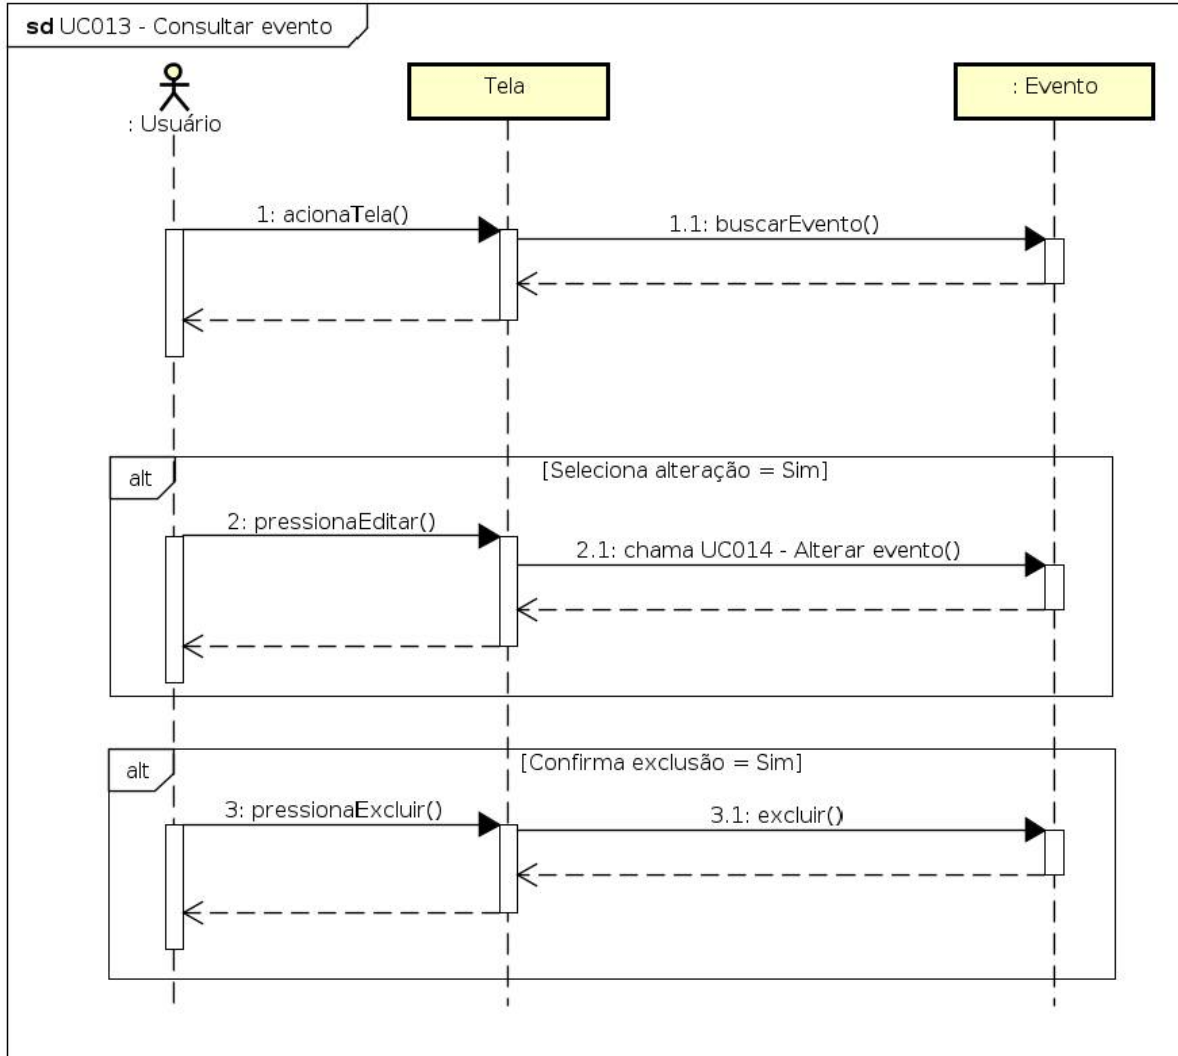 sd UC013 - Consultar evento
: Usuário
Tela
: Evento
1: acionaTela()
1.1: buscarEvento()
alt
[Seleciona alteração = Sim]
2: pressionaEditar()
2.1: chama UC014 - Alterar evento()
alt
[Confirma exclusão = Sim]
3: pressionaExcluir()
3.1: excluir()